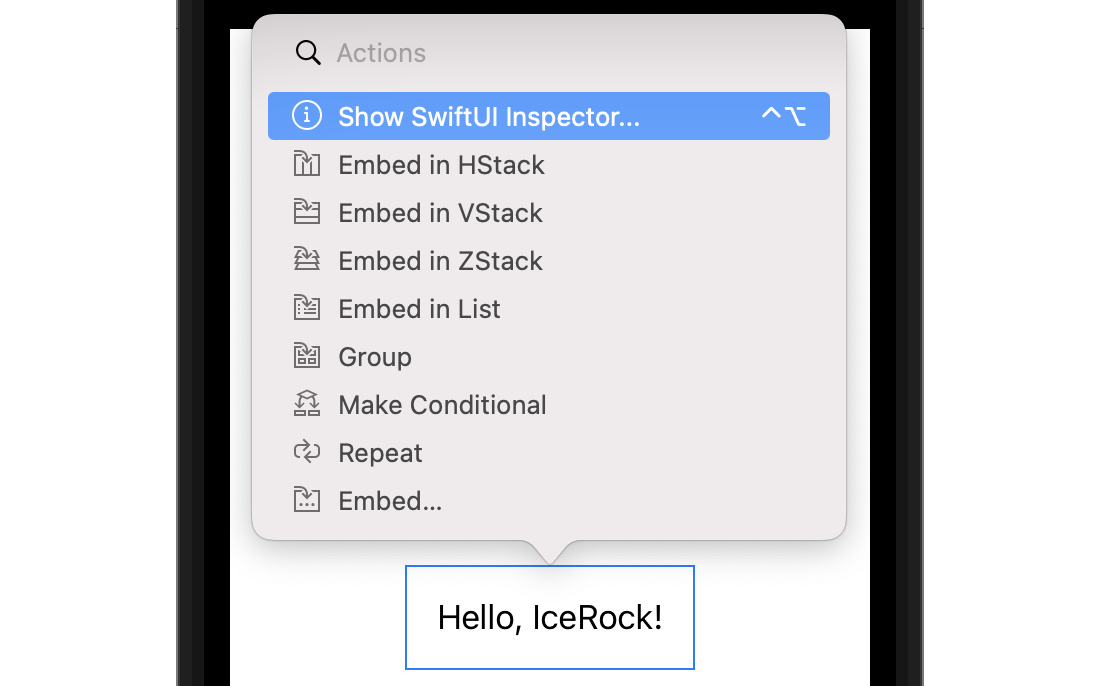 Actions
Show SwiftUI Inspector... ^⌥
Embed in HStack
Embed in VStack
Embed in ZStack
Embed in List
Group
Make Conditional
Repeat
Embed...
Hello, IceRock!